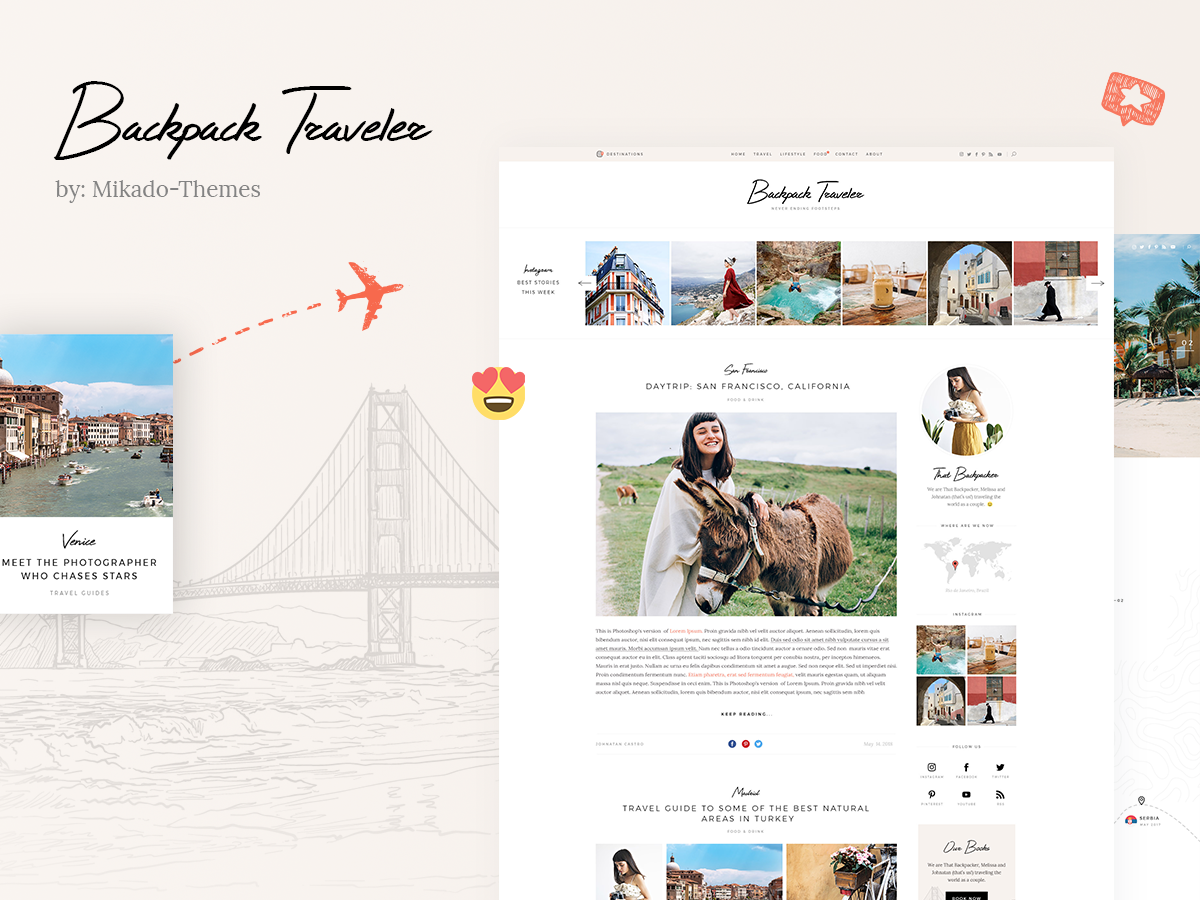 Backpack Traveler
by: Mikado-Themes
DESTINATIONS
HOME TRAVEL LIFESTYLE FOOD CONTACT ABOUT
Backpack Traveler
NEVER ENDING FOOTSTEPS
Instagram
BEST STORIES
THIS WEEK
02
San Francisco
DAYTRIP: SAN FRANCISCO, CALIFORNIA
FOOD & DRINK
Venice
MEET THE PHOTOGRAPHER
WHO CHASES STARS
TRAVEL GUIDES
This is Photoshop's version of Lorem Ipsum. Proin gravida nibh vel velit auctor aliquet. Aenean sollicitudin, lorem quis
bibendum auctor, nisi elit consequat ipsum, nec sagittis sem nibh id elit. Duis sed odio sit amet nibh vulputate cursus a sit
amet mauris. Morbi accumsan ipsum velit. Nam nec tellus a odio tincidunt auctor a ornare odio. Sed non mauris vitae erat
consequat auctor eu in elit. Class aptent taciti sociosqu ad litora torquent per conubia nostra, per inceptos himenaeos.
Mauris in erat justo. Nullam ac urna eu felis dapibus condimentum sit amet a augue. Sed non neque elit. Sed ut imperdiet nisi.
Proin condimentum fermentum nunc. Etiam pharetra, erat sed fermentum feugiat, velit mauris egestas quam, ut aliquam
massa nisl quis neque. Suspendisse in orci enim. This is Photoshop's version of Lorem Ipsum. Proin gravida nibh vel velit
auctor aliquet. Aenean sollicitudin, lorem quis bibendum auctor, nisi elit consequat ipsum, nec sagittis sem nibh
KEEP READING...
JOHNATAN CASTRO
May, 14, 2018
Madrid
TRAVEL GUIDE TO SOME OF THE BEST NATURAL
AREAS IN TURKEY
FOOD & DRINK
That Backpacker
We are That Backpacker, Melissa and
Johnatan (that's us!) traveling the
world as a couple.
WHERE ARE WE NOW
Rio de Janeiro, Brazil
INSTAGRAM
FOLLOW US
INSTAGRAM FACEBOOK TWITTER
PINTEREST YOUTUBE RSS
Our Books
We are That Backpacker, Melissa and
Johnatan (that's us!) traveling the
world as a couple.
BOOK NOW
SERBIA
MAY 2017